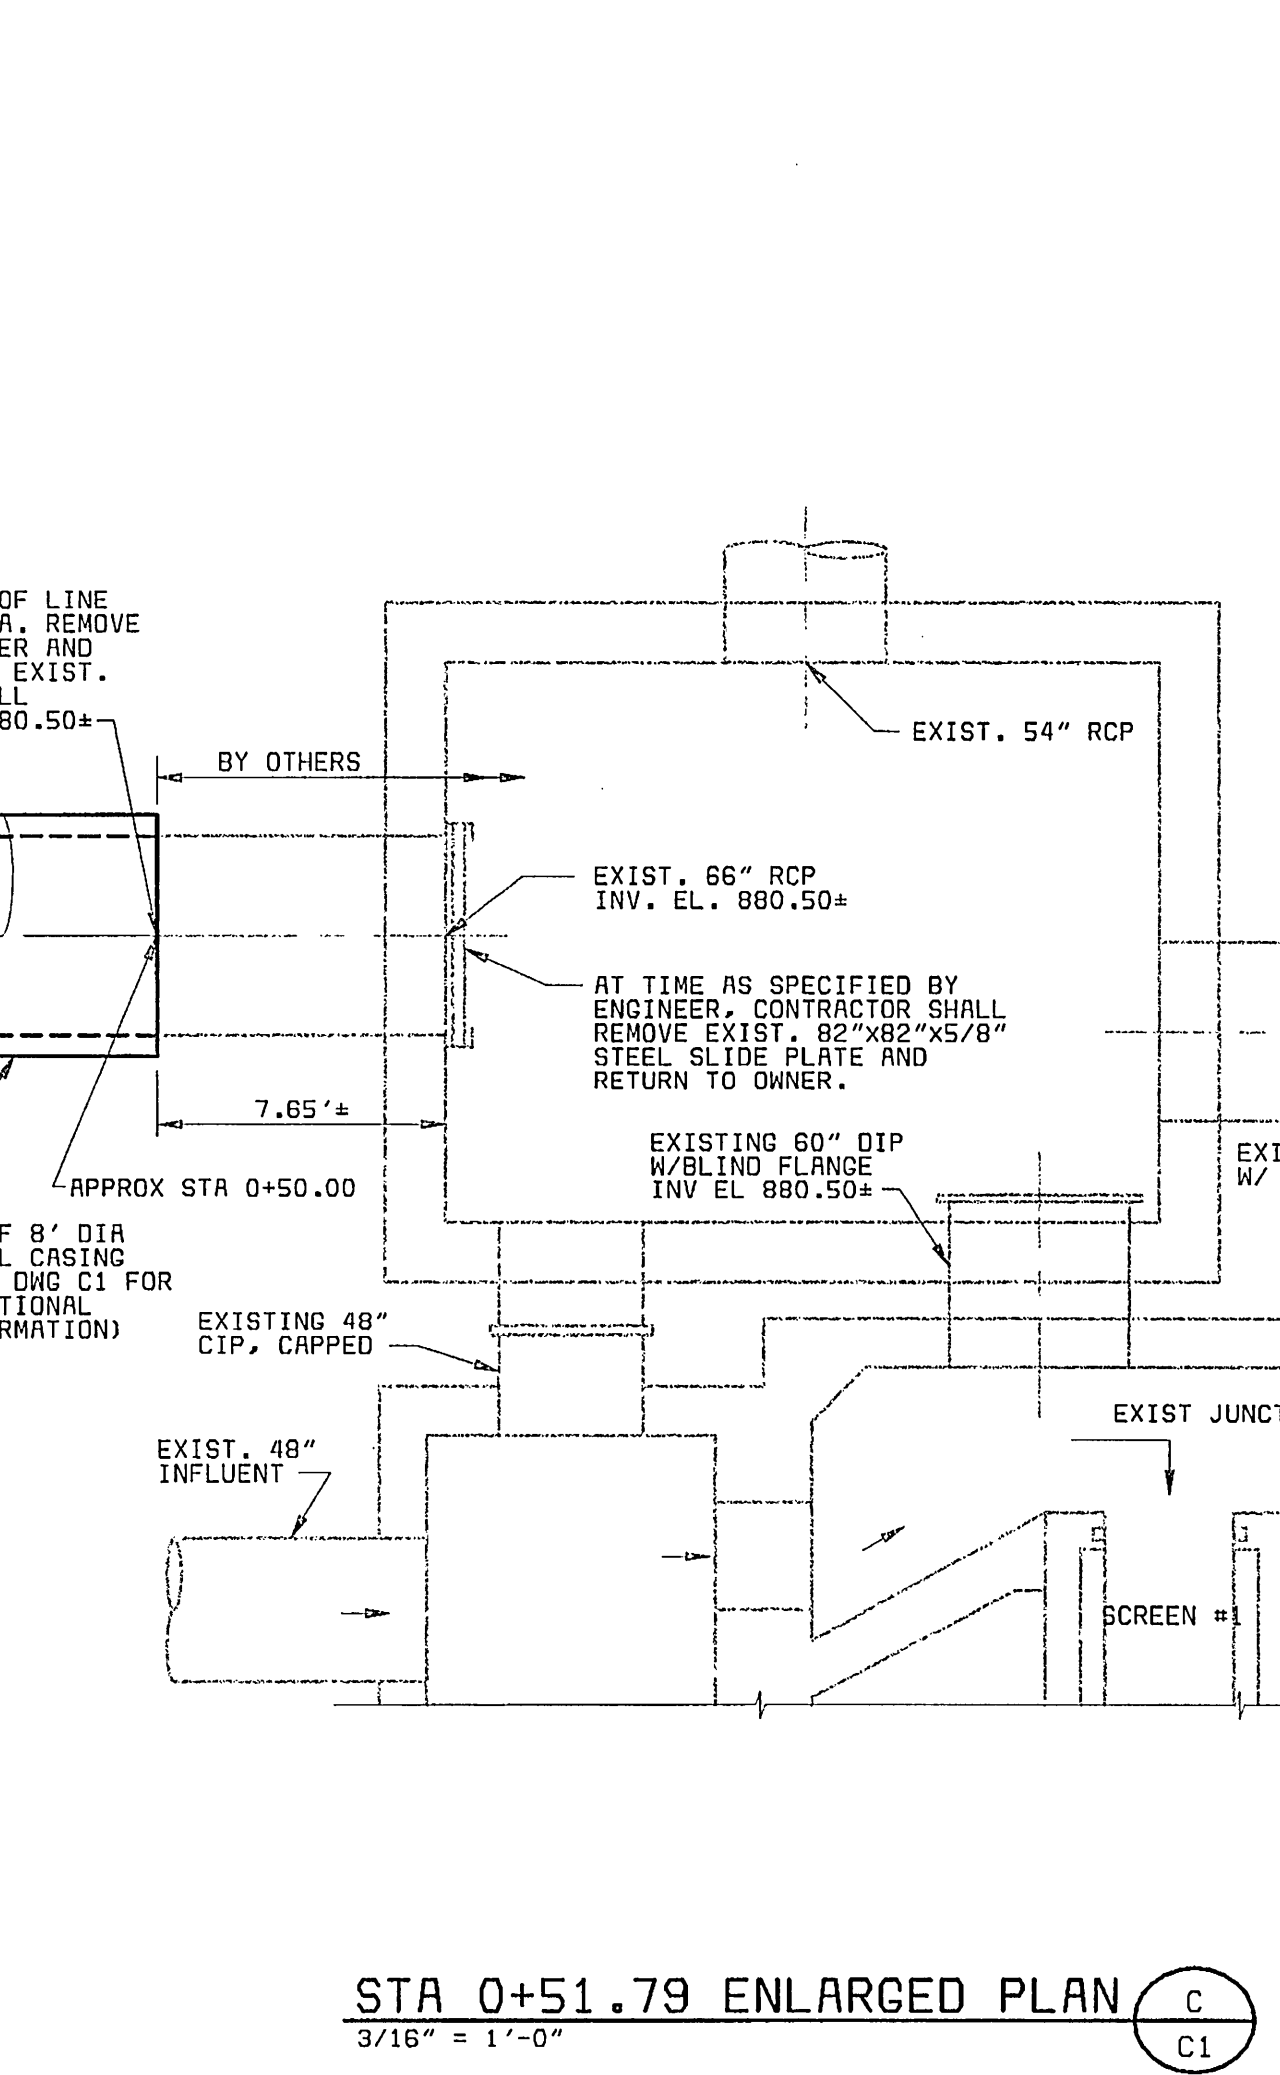 OF LINE
A. REMOVE
ER AND
EXIST.
LL
80.50±
BY OTHERS
EXIST. 54" RCP
EXIST. 66" RCP
INV. EL. 880.50±
AT TIME AS SPECIFIED BY
ENGINEER, CONTRACTOR SHALL
REMOVE EXIST. 82"X82"X5/8"
STEEL SLIDE PLATE AND
RETURN TO OWNER.
7.65'±
APPROX STA 0+50.00
EXISTING 60" DIP
W/BLIND FLANGE
INV EL 880.50±
EXI
W/
F 8' DIA
L CASING
DWG C1 FOR
TIONAL
RMATION)
EXISTING 48"
CIP, CAPPED
EXIST JUNCT
EXIST. 48"
INFLUENT
SCREEN #1
STA 0+51.79 ENLARGED PLAN
3/16" = 1'-0"
C
C1